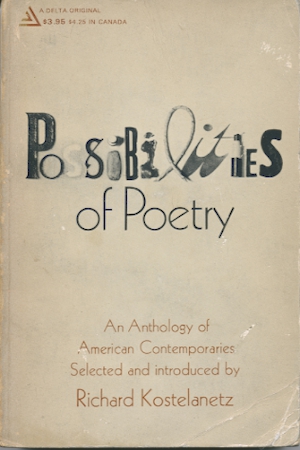 A DELTA ORIGINAL
$3.95 $4.25 IN CANADA
PoSSiBiLitiES
of Poetry
An Anthology of
American Contemporaries
Selected and introduced by
Richard Kostelanetz